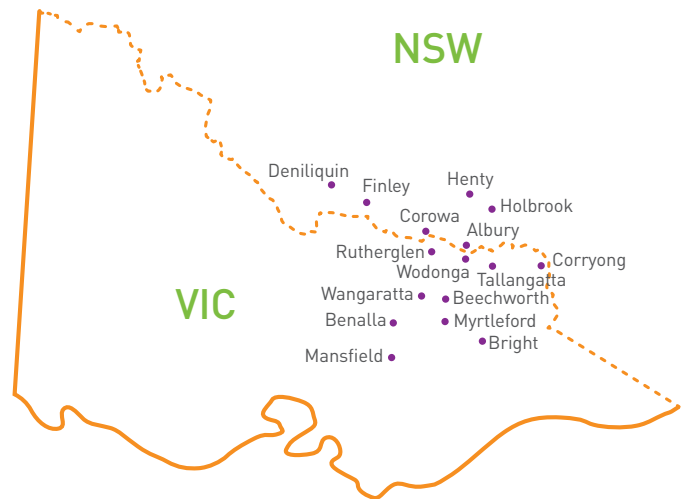 NSW
Deniliquin
Finley
Henty
Holbrook
Corowa
Albury
Rutherglen
Wodonga
Tallangatta
Corryong
VIC
Wangaratta
Beechworth
Benalla
Myrtleford
Bright
Mansfield